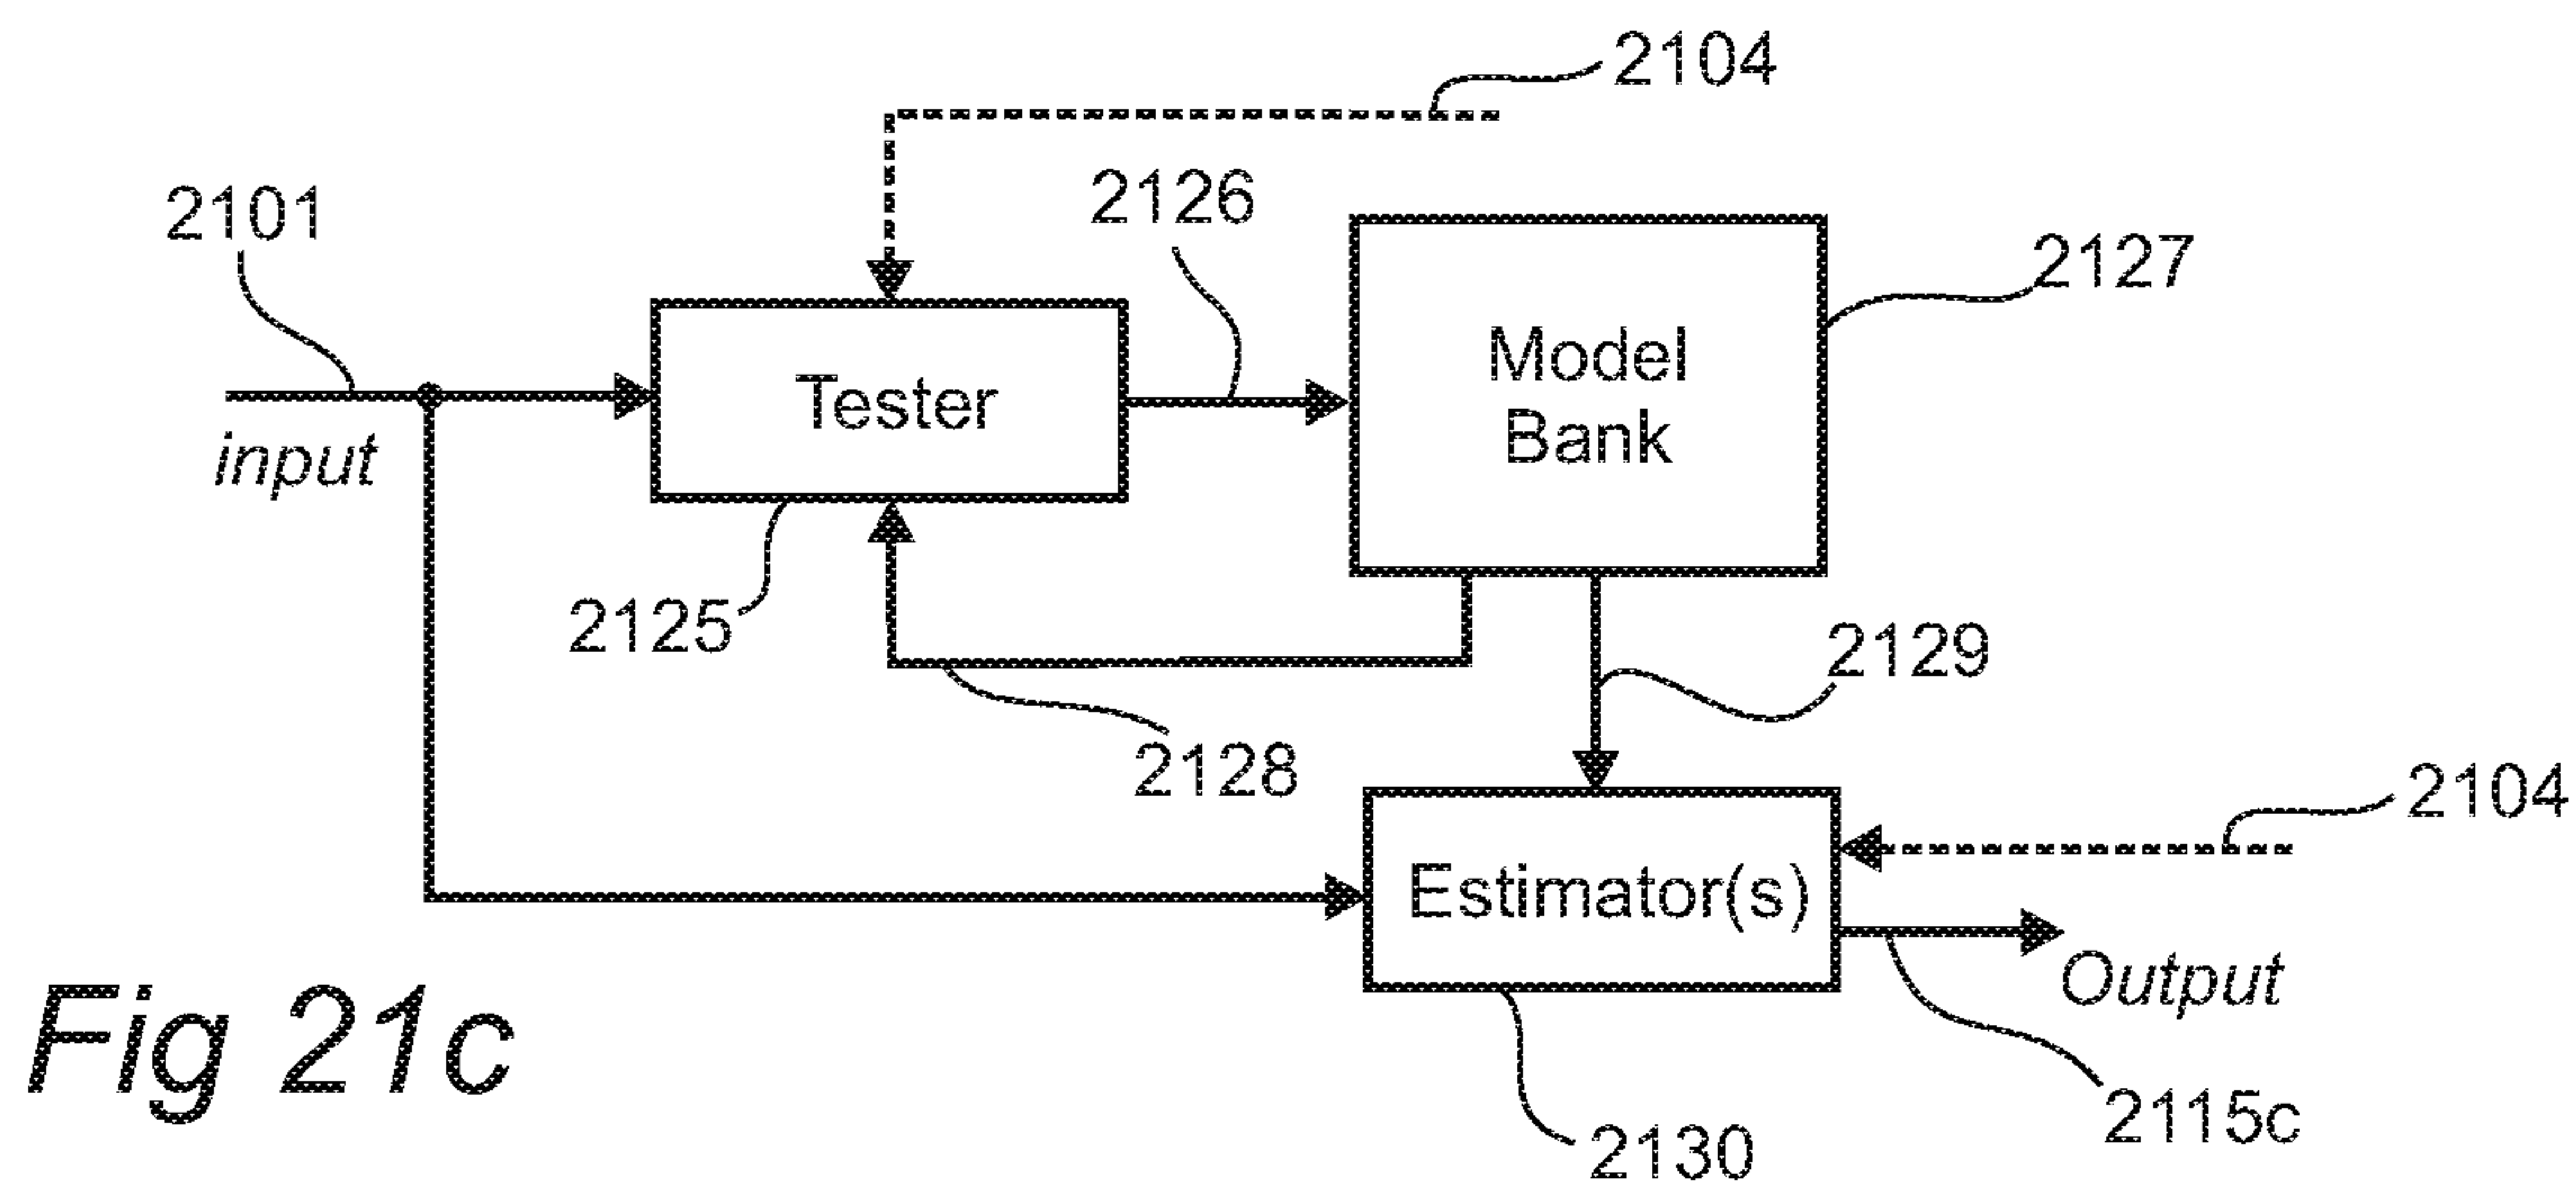 2104
2101
2126
2127
Model
Bank
Tester
input
2125
2129
2128
2104
Estimator(s)
Output
Fig 21c
2115c
2130